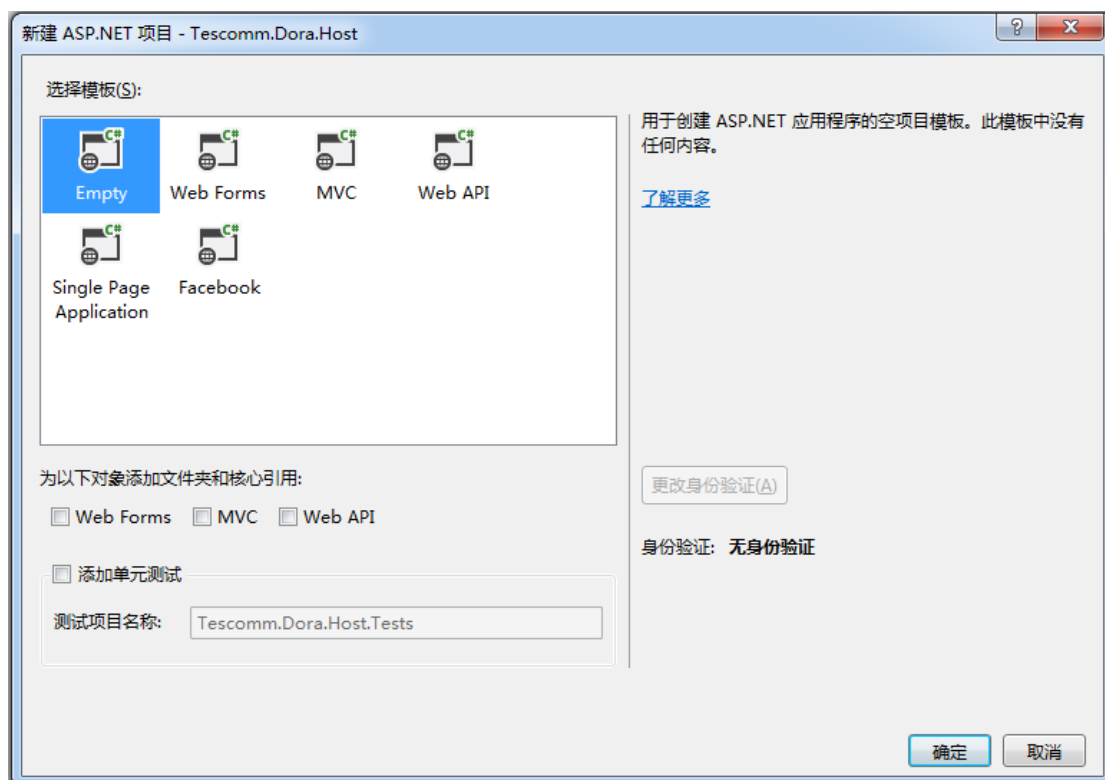 新建 ASP.NET 项目 - Tescomm.Dora.Host
选择模板(S):
C# C# C# C#
Empty Web Forms MVC Web API
C# C#
Single Page Facebook
Application
用于创建 ASP.NET 应用程序的空项目模板。此模板中没有
任何内容。
了解更多
为以下对象添加文件夹和核心引用:
Web Forms MVC Web API
添加单元测试
测试项目名称: Tescomm.Dora.Host.Tests
更改身份验证(A)
身份验证: 无身份验证
确定 取消